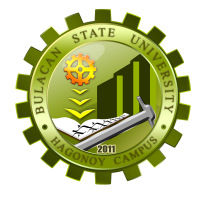 BULACAN STATE UNIVERSITY
2011
HAGONOY CAMPUS